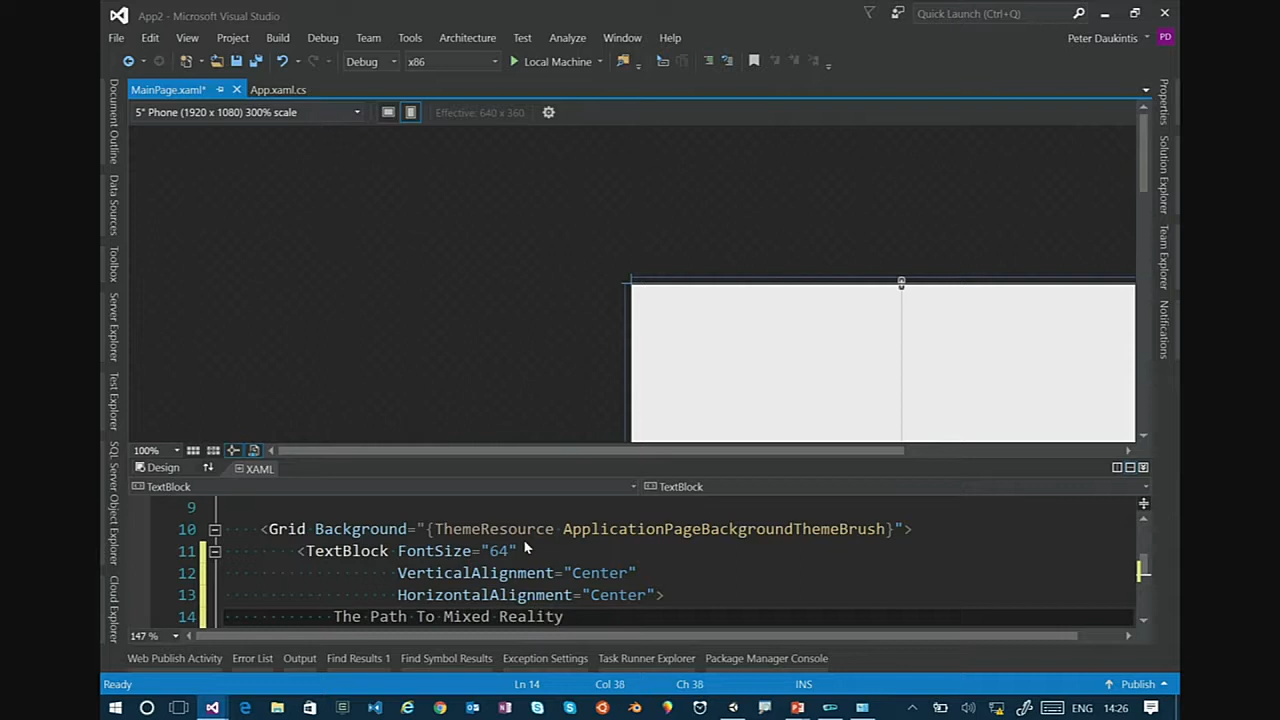 App2 - Microsoft Visual Studio
Quick Launch (Ctrl+Q)
File Edit View Project Build Debug Team Tools Architecture Test Analyze Window Help
Peter Daukintis PD
Debug x86 Local Machine
MainPage.xaml* App.xaml.cs
5" Phone (1920 x 1080) 300% scale Effective: 640 x 360
Document Outline
Data Sources
Toolbox
Server Explorer
Test Explorer
SQL Server Object Explorer
Cloud Explorer
Properties
Solution Explorer
Team Explorer
Notifications
100%
Design XAML
TextBlock TextBlock
9
10 <Grid Background="{ThemeResource ApplicationPageBackgroundThemeBrush}">
11 <TextBlock FontSize="64"
12 VerticalAlignment="Center"
13 HorizontalAlignment="Center">
14 The Path To Mixed Reality
147 %
Web Publish Activity Error List Output Find Results 1 Find Symbol Results Exception Settings Task Runner Explorer Package Manager Console
Ready Ln 14 Col 38 Ch 38 INS Publish
ENG 14:26